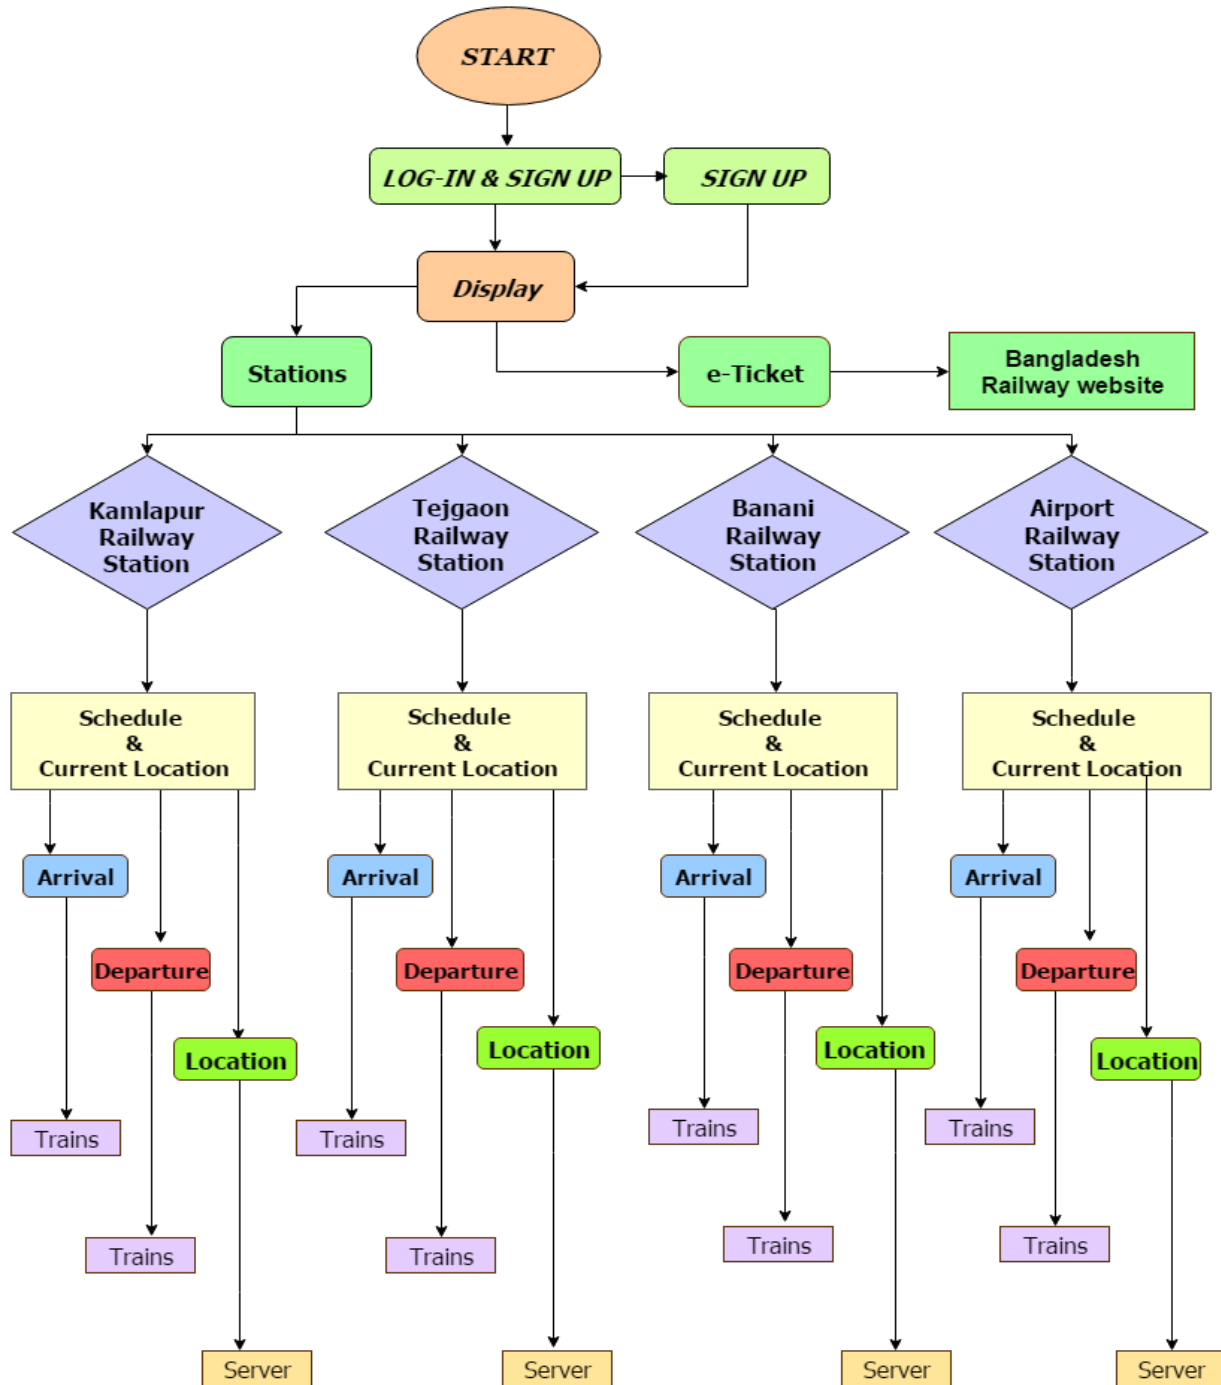 START
LOG-IN & SIGN UP
SIGN UP
Display
Stations
e-Ticket
Bangladesh
Railway website
Kamlapur
Railway
Station
Tejgaon
Railway
Station
Banani
Railway
Station
Airport
Railway
Station
Schedule
&
Current Location
Schedule
&
Current Location
Schedule
&
Current Location
Schedule
&
Current Location
Arrival
Arrival
Arrival
Arrival
Departure
Departure
Departure
Departure
Location
Location
Location
Location
Trains
Trains
Trains
Trains
Trains
Trains
Trains
Trains
Server
Server
Server
Server